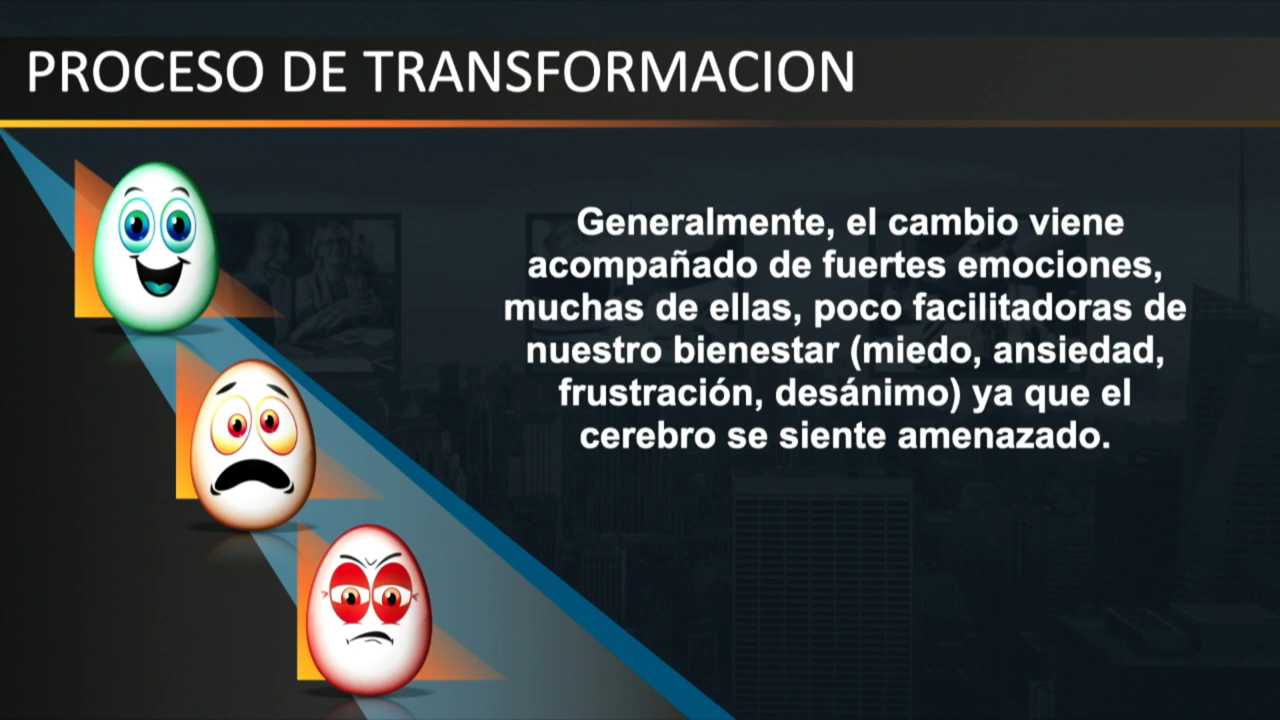 PROCESO DE TRANSFORMACION
Generalmente, el cambio viene
acompañado de fuertes emociones,
muchas de ellas, poco facilitadoras de
nuestro bienestar (miedo, ansiedad,
frustración, desánimo) ya que el
cerebro se siente amenazado.